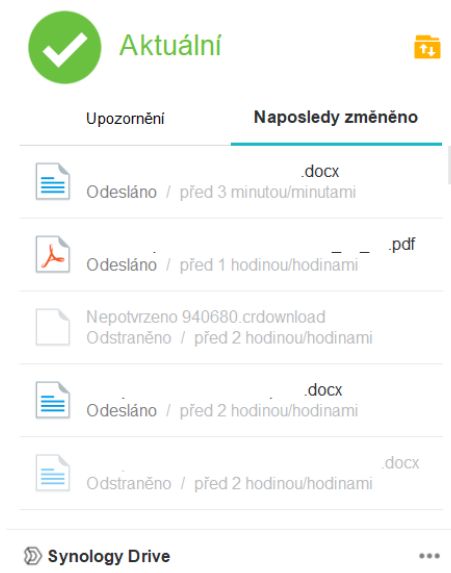 Aktuální
Upozornění
Naposledy změněno
.docx
Odesláno / před 3 minutou/minutami
_ _ .pdf
Odesláno / před 1 hodinou/hodinami
Nepotvrzeno 940680.crdownload
Odstraněno / před 2 hodinou/hodinami
.docx
Odesláno / před 2 hodinou/hodinami
.docx
Odstraněno / před 2 hodinou/hodinami
Synology Drive